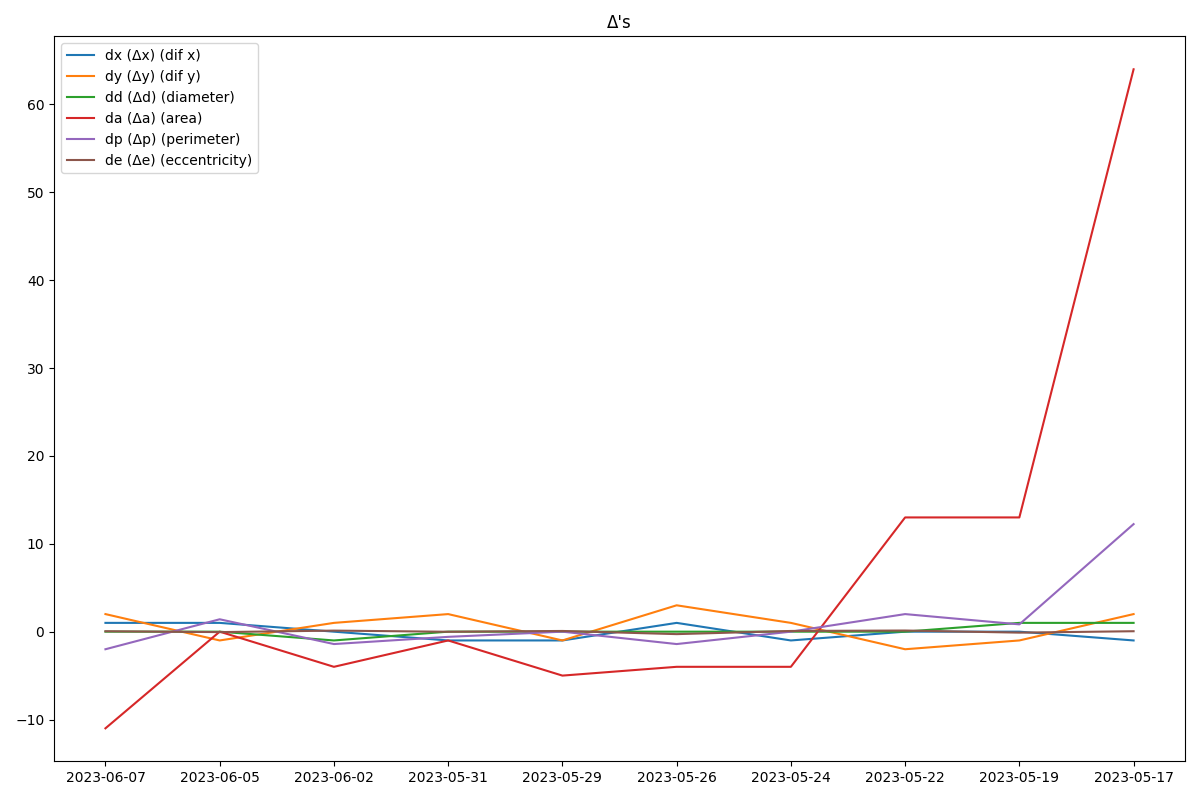 Δ's
dx (Δx) (dif x)
dy (Δy) (dif y)
dd (Δd) (diameter)
da (Δa) (area)
dp (Δp) (perimeter)
de (Δe) (eccentricity)
60
50
40
30
20
10
0
−10
2023-06-07 2023-06-05 2023-06-02 2023-05-31 2023-05-29 2023-05-26 2023-05-24 2023-05-22 2023-05-19 2023-05-17